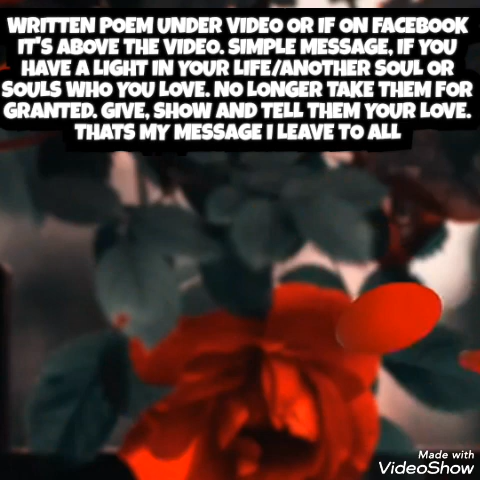 WRITTEN POEM UNDER VIDEO OR IF ON FACEBOOK
IT'S ABOVE THE VIDEO. SIMPLE MESSAGE, IF YOU
HAVE A LIGHT IN YOUR LIFE/ANOTHER SOUL OR
SOULS WHO YOU LOVE. NO LONGER TAKE THEM FOR
GRANTED. GIVE, SHOW AND TELL THEM YOUR LOVE.
THATS MY MESSAGE I LEAVE TO ALL
Made with
VideoShow